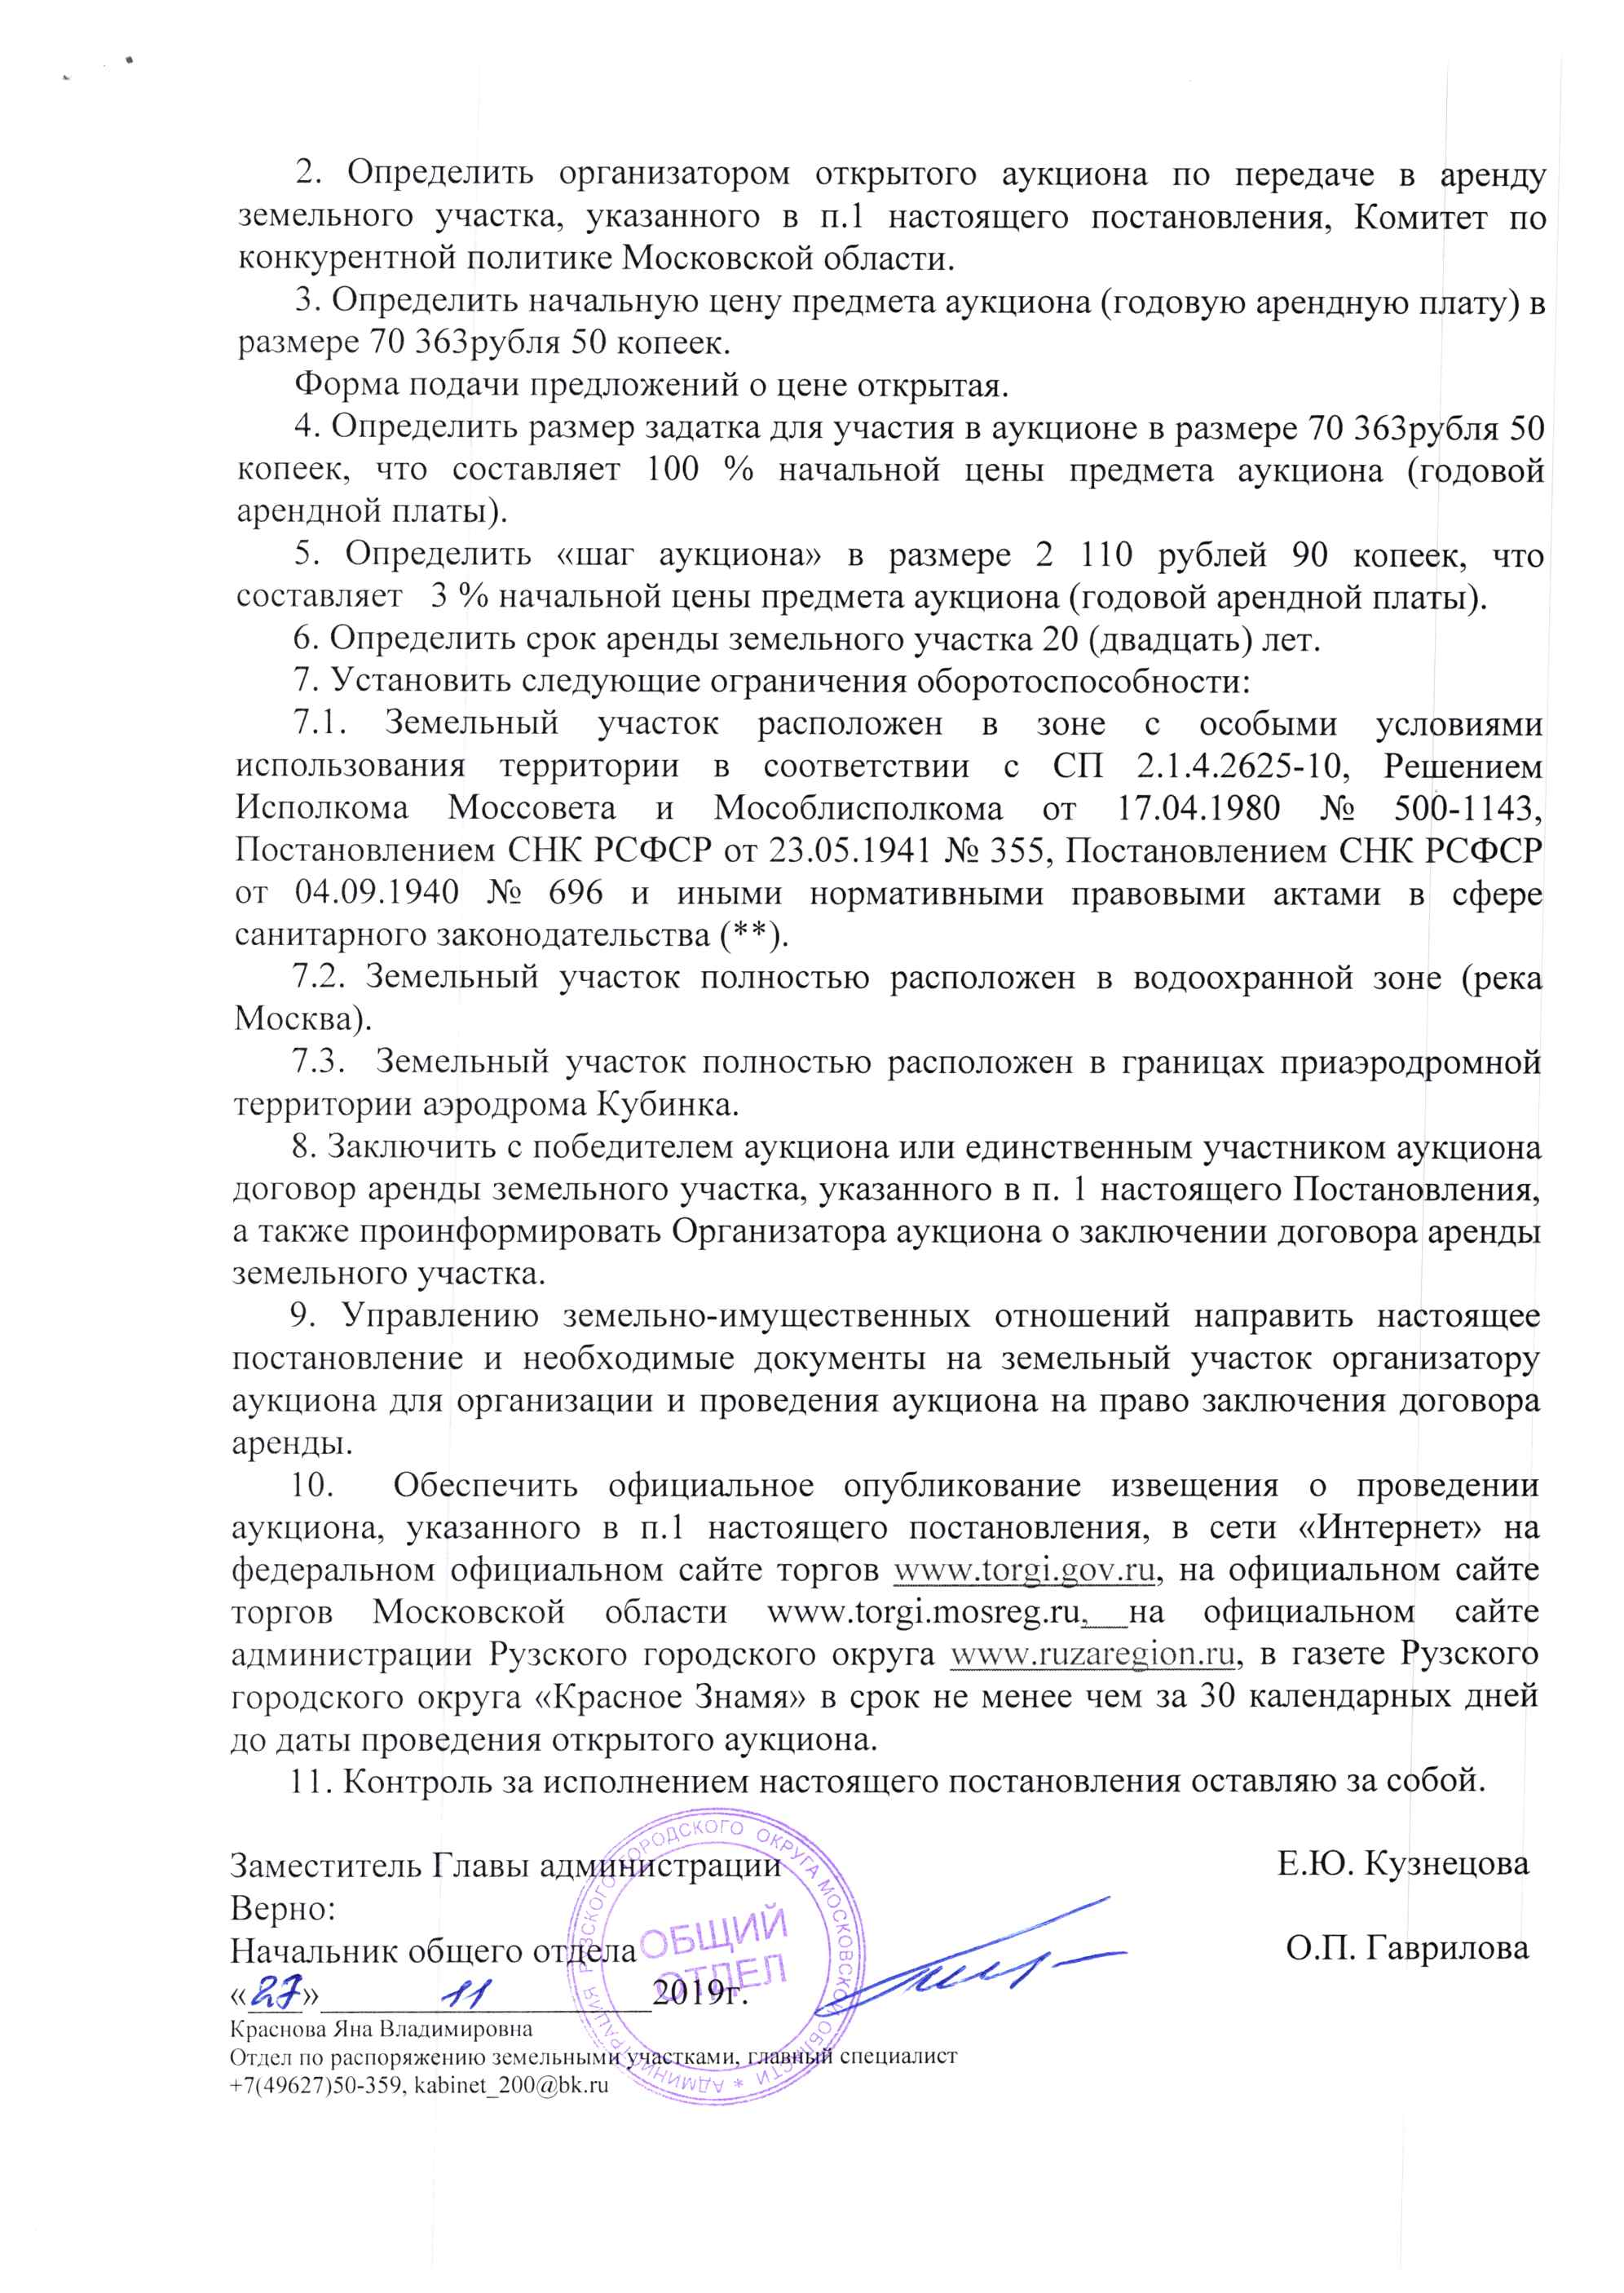 2. Определить организатором открытого аукциона по передаче в аренду
земельного участка, указанного в п.1 настоящего постановления, Комитет по
конкурентной политике Московской области.
3. Определить начальную цену предмета аукциона (годовую арендную плату) в
размере 70 363рубля 50 копеек.
Форма подачи предложений о цене открытая.
4. Определить размер задатка для участия в аукционе в размере 70 363рубля 50
копеек, что составляет 100 % начальной цены предмета аукциона (годовой
арендной платы).
5. Определить «шаг аукциона» в размере 2 110 рублей 90 копеек, что
составляет 3 % начальной цены предмета аукциона (годовой арендной платы).
6. Определить срок аренды земельного участка 20 (двадцать) лет.
7. Установить следующие ограничения оборотоспособности:
7.1. Земельный участок расположен в зоне с особыми условиями
использования территории в соответствии с СП 2.1.4.2625-10, Решением
Исполкома Моссовета и Мособлисполкома от 17.04.1980 № 500-1143,
Постановлением СНК РСФСР от 23.05.1941 № 355, Постановлением СНК РСФСР
от 04.09.1940 № 696 и иными нормативными правовыми актами в сфере
санитарного законодательства (**).
7.2. Земельный участок полностью расположен в водоохранной зоне (река
Москва).
7.3. Земельный участок полностью расположен в границах приаэродромной
территории аэродрома Кубинка.
8. Заключить с победителем аукциона или единственным участником аукциона
договор аренды земельного участка, указанного в п. 1 настоящего Постановления,
а также проинформировать Организатора аукциона о заключении договора аренды
земельного участка.
9. Управлению земельно-имущественных отношений направить настоящее
постановление и необходимые документы на земельный участок организатору
аукциона для организации и проведения аукциона на право заключения договора
аренды.
10. Обеспечить официальное опубликование извещения о проведении
аукциона, указанного в п.1 настоящего постановления, в сети «Интернет» на
федеральном официальном сайте торгов www.torgi.gov.ru, на официальном сайте
торгов Московской области www.torgi.mosreg.ru, на официальном сайте
администрации Рузского городского округа www.ruzaregion.ru, в газете Рузского
городского округа «Красное Знамя» в срок не менее чем за 30 календарных дней
до даты проведения открытого аукциона.
11. Контроль за исполнением настоящего постановления оставляю за собой.
Заместитель Главы администрации Е.Ю. Кузнецова
Верно:
Начальник общего отдела О.П. Гаврилова
«27» 11 2019г.
АДМИНИСТРАЦИЯ РУЗСКОГО ГОРОДСКОГО ОКРУГА МОСКОВСКОЙ ОБЛАСТИ *
ОБЩИЙ
ОТДЕЛ
Краснова Яна Владимировна
Отдел по распоряжению земельными участками, главный специалист
+7(49627)50-359, kabinet_200@bk.ru